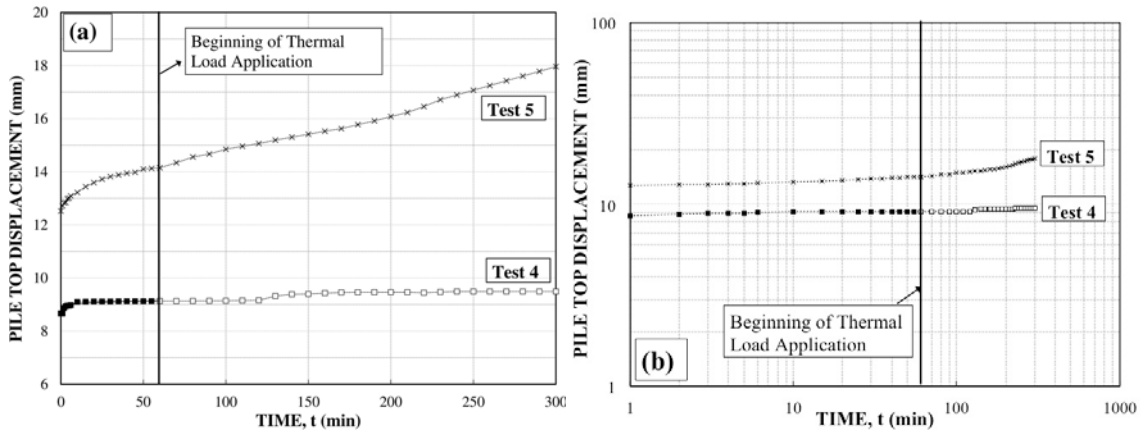 (a)
Beginning of Thermal
Load Application
Test 5
Test 4
PILE TOP DISPLACEMENT (mm)
20
18
16
14
12
10
8
6
0
50
100
150
200
250
300
TIME, t (min)
(b)
Test 5
Test 4
Beginning of Thermal
Load Application
PILE TOP DISPLACEMENT (mm)
100
10
1
1
10
100
1000
TIME, t (min)